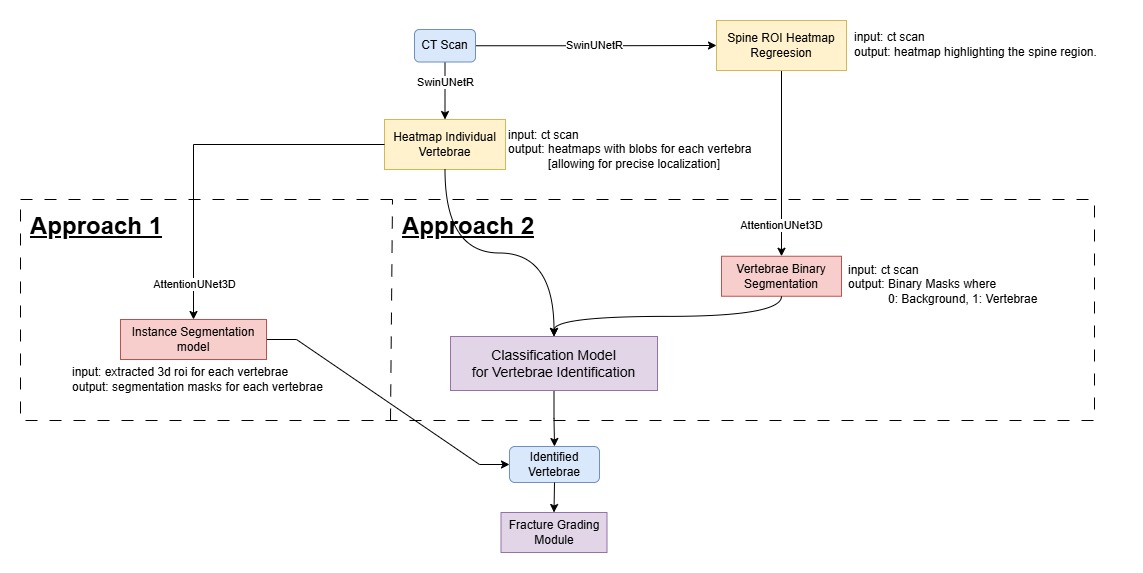 CT Scan
SwinUNetR
Spine ROI Heatmap
Regreesion
input: ct scan
output: heatmap highlighting the spine region.
SwinUNetR
Heatmap Individual
Vertebrae
input: ct scan
output: heatmaps with blobs for each vertebra
[allowing for precise localization]
Approach 1
Approach 2
AttentionUNet3D
Vertebrae Binary
Segmentation
input: ct scan
output: Binary Masks where
0: Background, 1: Vertebrae
AttentionUNet3D
Instance Segmentation
model
input: extracted 3d roi for each vertebrae
output: segmentation masks for each vertebrae
Classification Model
for Vertebrae Identification
Identified
Vertebrae
Fracture Grading
Module